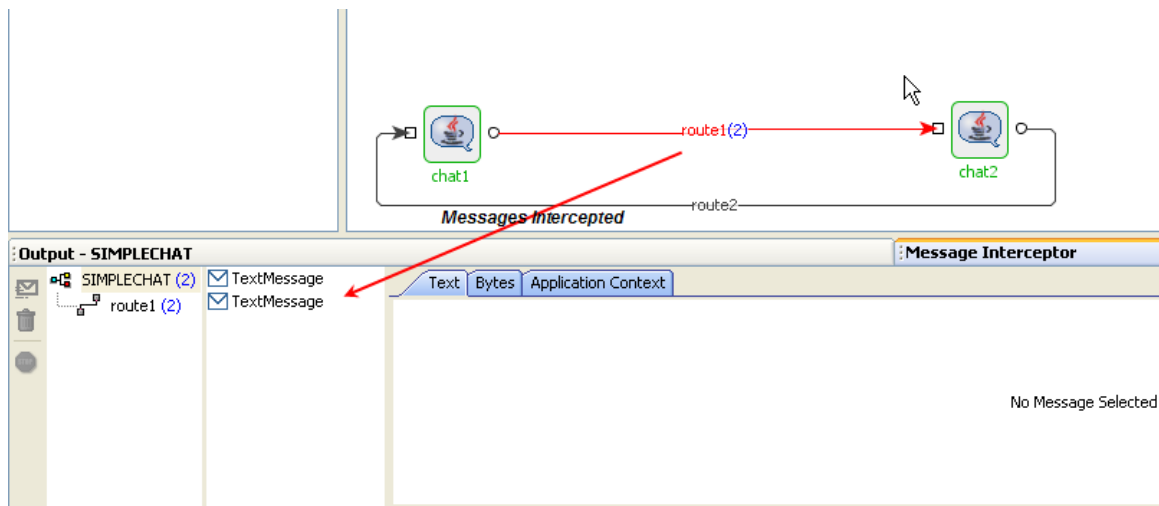 route1(2)
chat1
chat2
route2
Messages Intercepted
Output - SIMPLECHAT
Message Interceptor
SIMPLECHAT (2)
TextMessage
Text
Bytes
Application Context
route1 (2)
TextMessage
STOP
No Message Selected